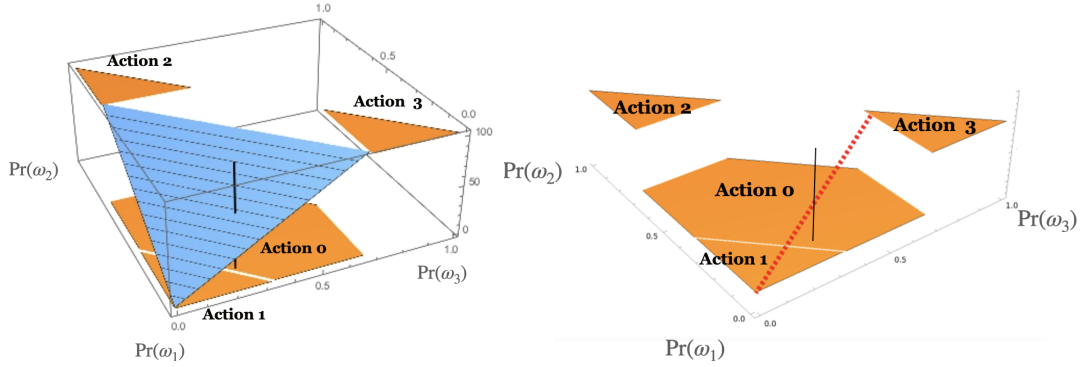 1.0
Action 2
0.5
Action 3
0.0
100
Pr(ω₂)
50
Action 0
0
1.0
Pr(ω₃)
0.5
Action 1
0.0
Pr(ω₁)
Action 2
Action 3
Pr(ω₂)
1.0
Action 0
1.0
Pr(ω₃)
0.5
Action 1
0.5
0.0
0.0
Pr(ω₁)